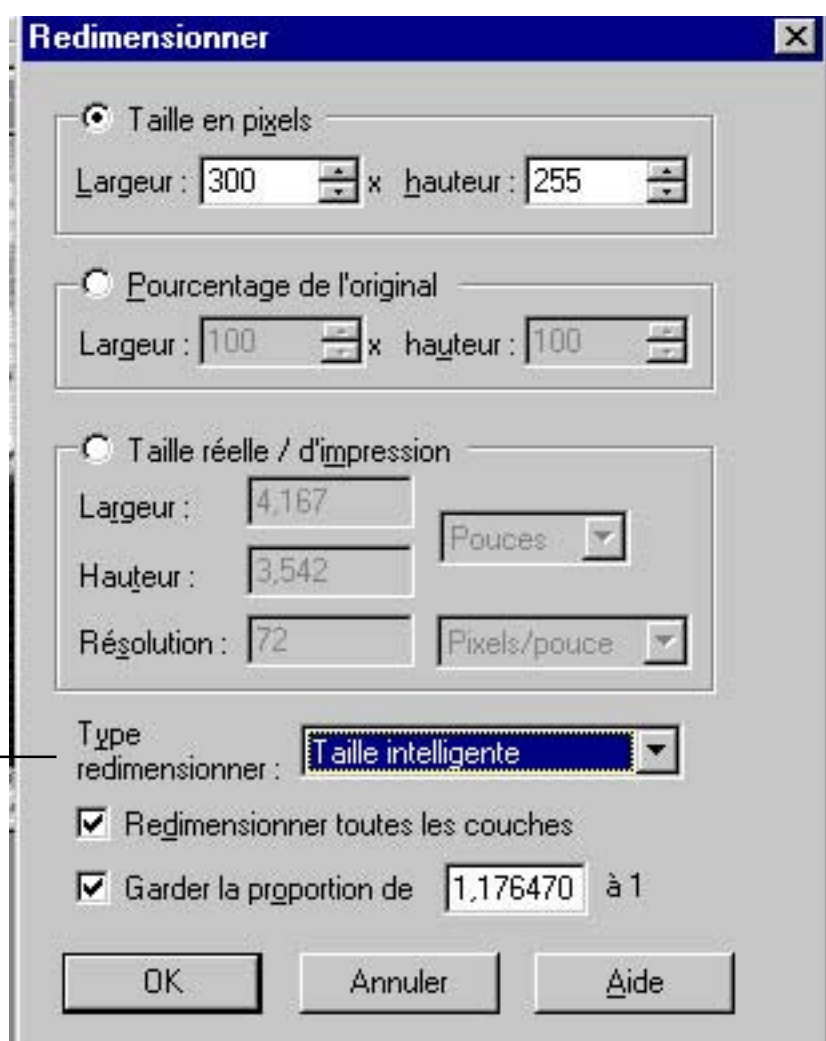 Redimensionner
Taille en pixels
Largeur : 300 x hauteur : 255
Pourcentage de l'original
Largeur : 100 x hauteur : 100
Taille réelle / d'impression
Largeur : 4,167
Pouces
Hauteur : 3,542
Résolution : 72 Pixels/pouce
Type
redimensionner : Taille intelligente
Redimensionner toutes les couches
Garder la proportion de 1,176470 à 1
OK Annuler Aide